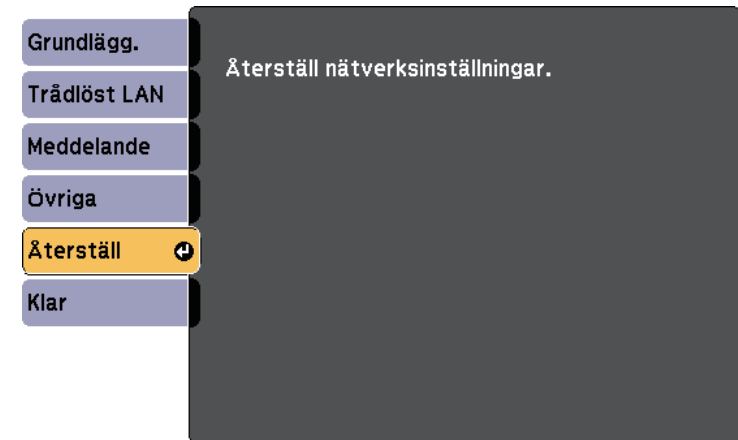 Grundlägg.
Trådlöst LAN
Meddelande
Övriga
Återställ
Klar
Återställ nätverksinställningar.